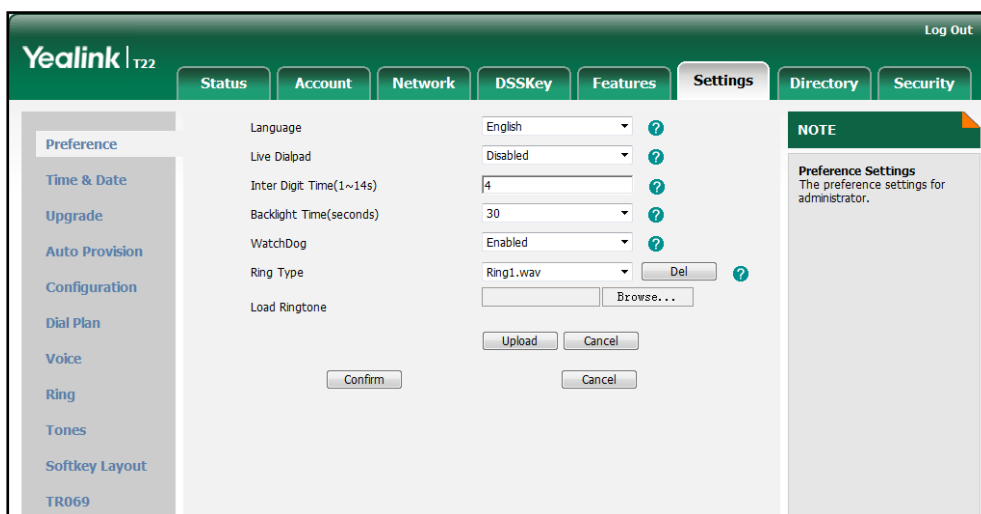 Log Out
Yealink | T22
Status Account Network DSSKey Features Settings Directory Security
Preference
Time & Date
Upgrade
Auto Provision
Configuration
Dial Plan
Voice
Ring
Tones
Softkey Layout
TR069
Language English ?
Live Dialpad Disabled ?
Inter Digit Time(1~14s) 4 ?
Backlight Time(seconds) 30 ?
WatchDog Enabled ?
Ring Type Ring1.wav Del ?
Load Ringtone Browse...
Upload Cancel
Confirm Cancel
NOTE
Preference Settings
The preference settings for
administrator.